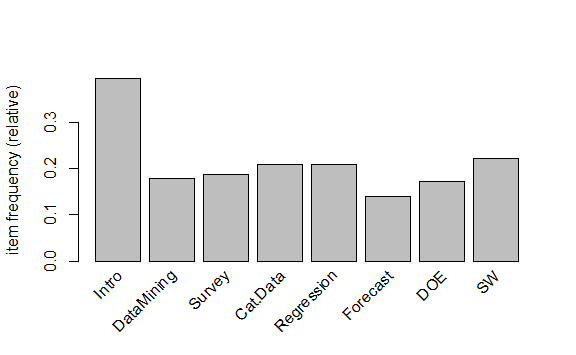 item frequency (relative)
0.3
0.2
0.1
0.0
Intro
DataMining
Survey
Cat.Data
Regression
Forecast
DOE
SW